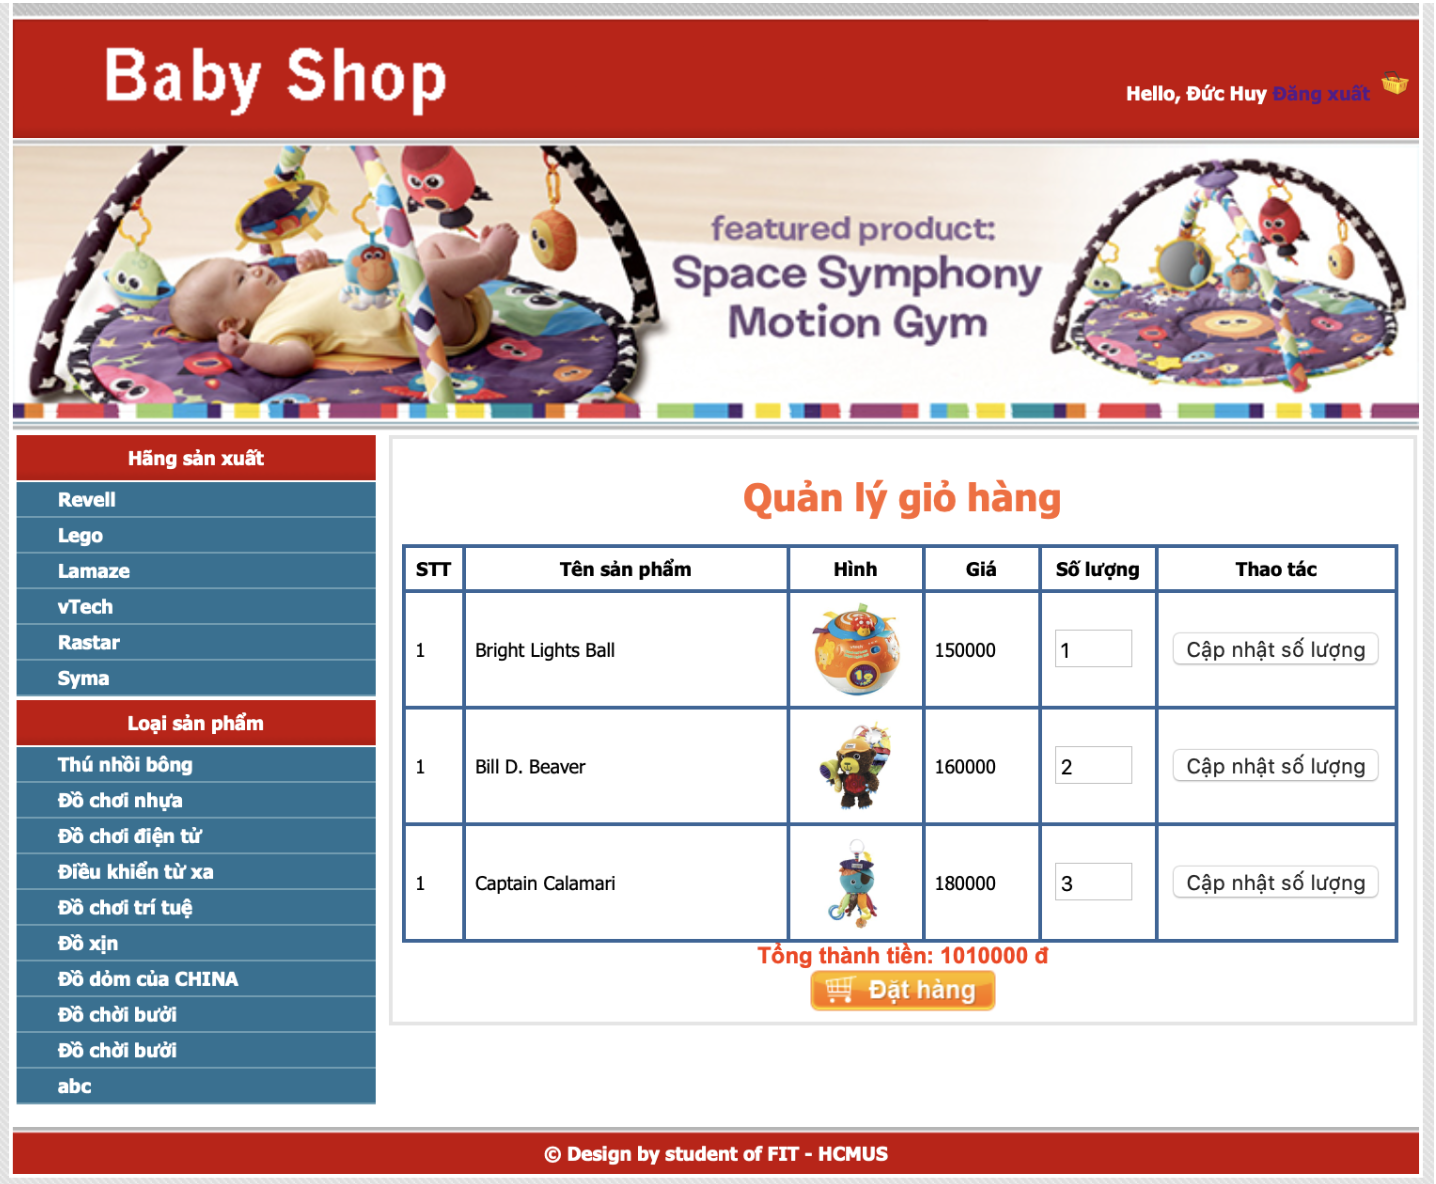 Baby Shop
Hello, Đức Huy Đăng xuất
featured product:
Space Symphony
Motion Gym
Hãng sản xuất
Revell
Lego
Lamaze
vTech
Rastar
Syma
Loại sản phẩm
Thú nhồi bông
Đồ chơi nhựa
Đồ chơi điện tử
Điều khiển từ xa
Đồ chơi trí tuệ
Đồ xịn
Đồ dỏm của CHINA
Đồ chời bưởi
Đồ chời bưởi
abc
Quản lý giỏ hàng
STT Tên sản phẩm Hình Giá Số lượng Thao tác
1 Bright Lights Ball 150000 1 Cập nhật số lượng
1 Bill D. Beaver 160000 2 Cập nhật số lượng
1 Captain Calamari 180000 3 Cập nhật số lượng
Tổng thành tiền: 1010000 đ
Đặt hàng
© Design by student of FIT - HCMUS